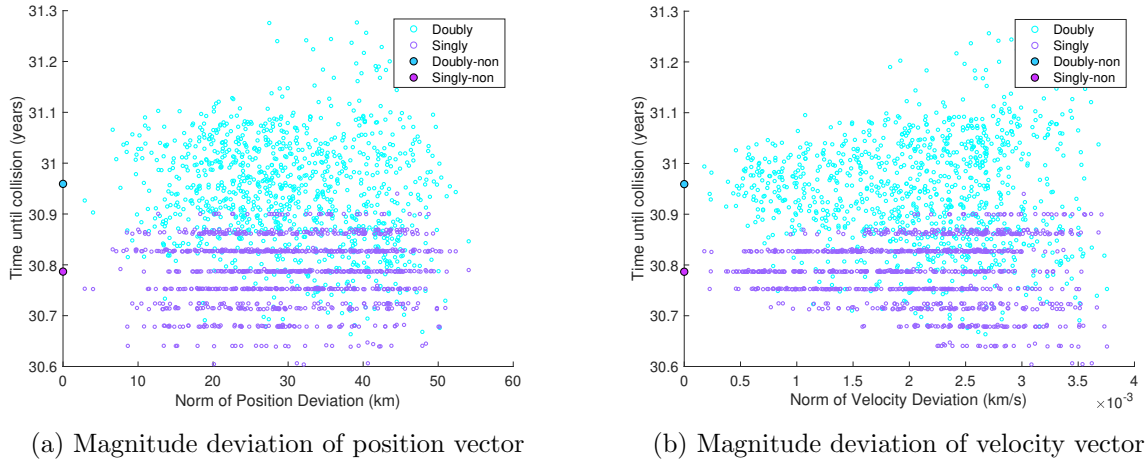 31.3
31.2
31.1
31
30.9
30.8
30.7
30.6
Time until collision (years)
Doubly
Singly
Doubly-non
Singly-non
0 10 20 30 40 50 60
Norm of Position Deviation (km)
(a) Magnitude deviation of position vector
31.3
31.2
31.1
31
30.9
30.8
30.7
30.6
Time until collision (years)
Doubly
Singly
Doubly-non
Singly-non
0 0.5 1 1.5 2 2.5 3 3.5 4
Norm of Velocity Deviation (km/s)
×10⁻³
(b) Magnitude deviation of velocity vector